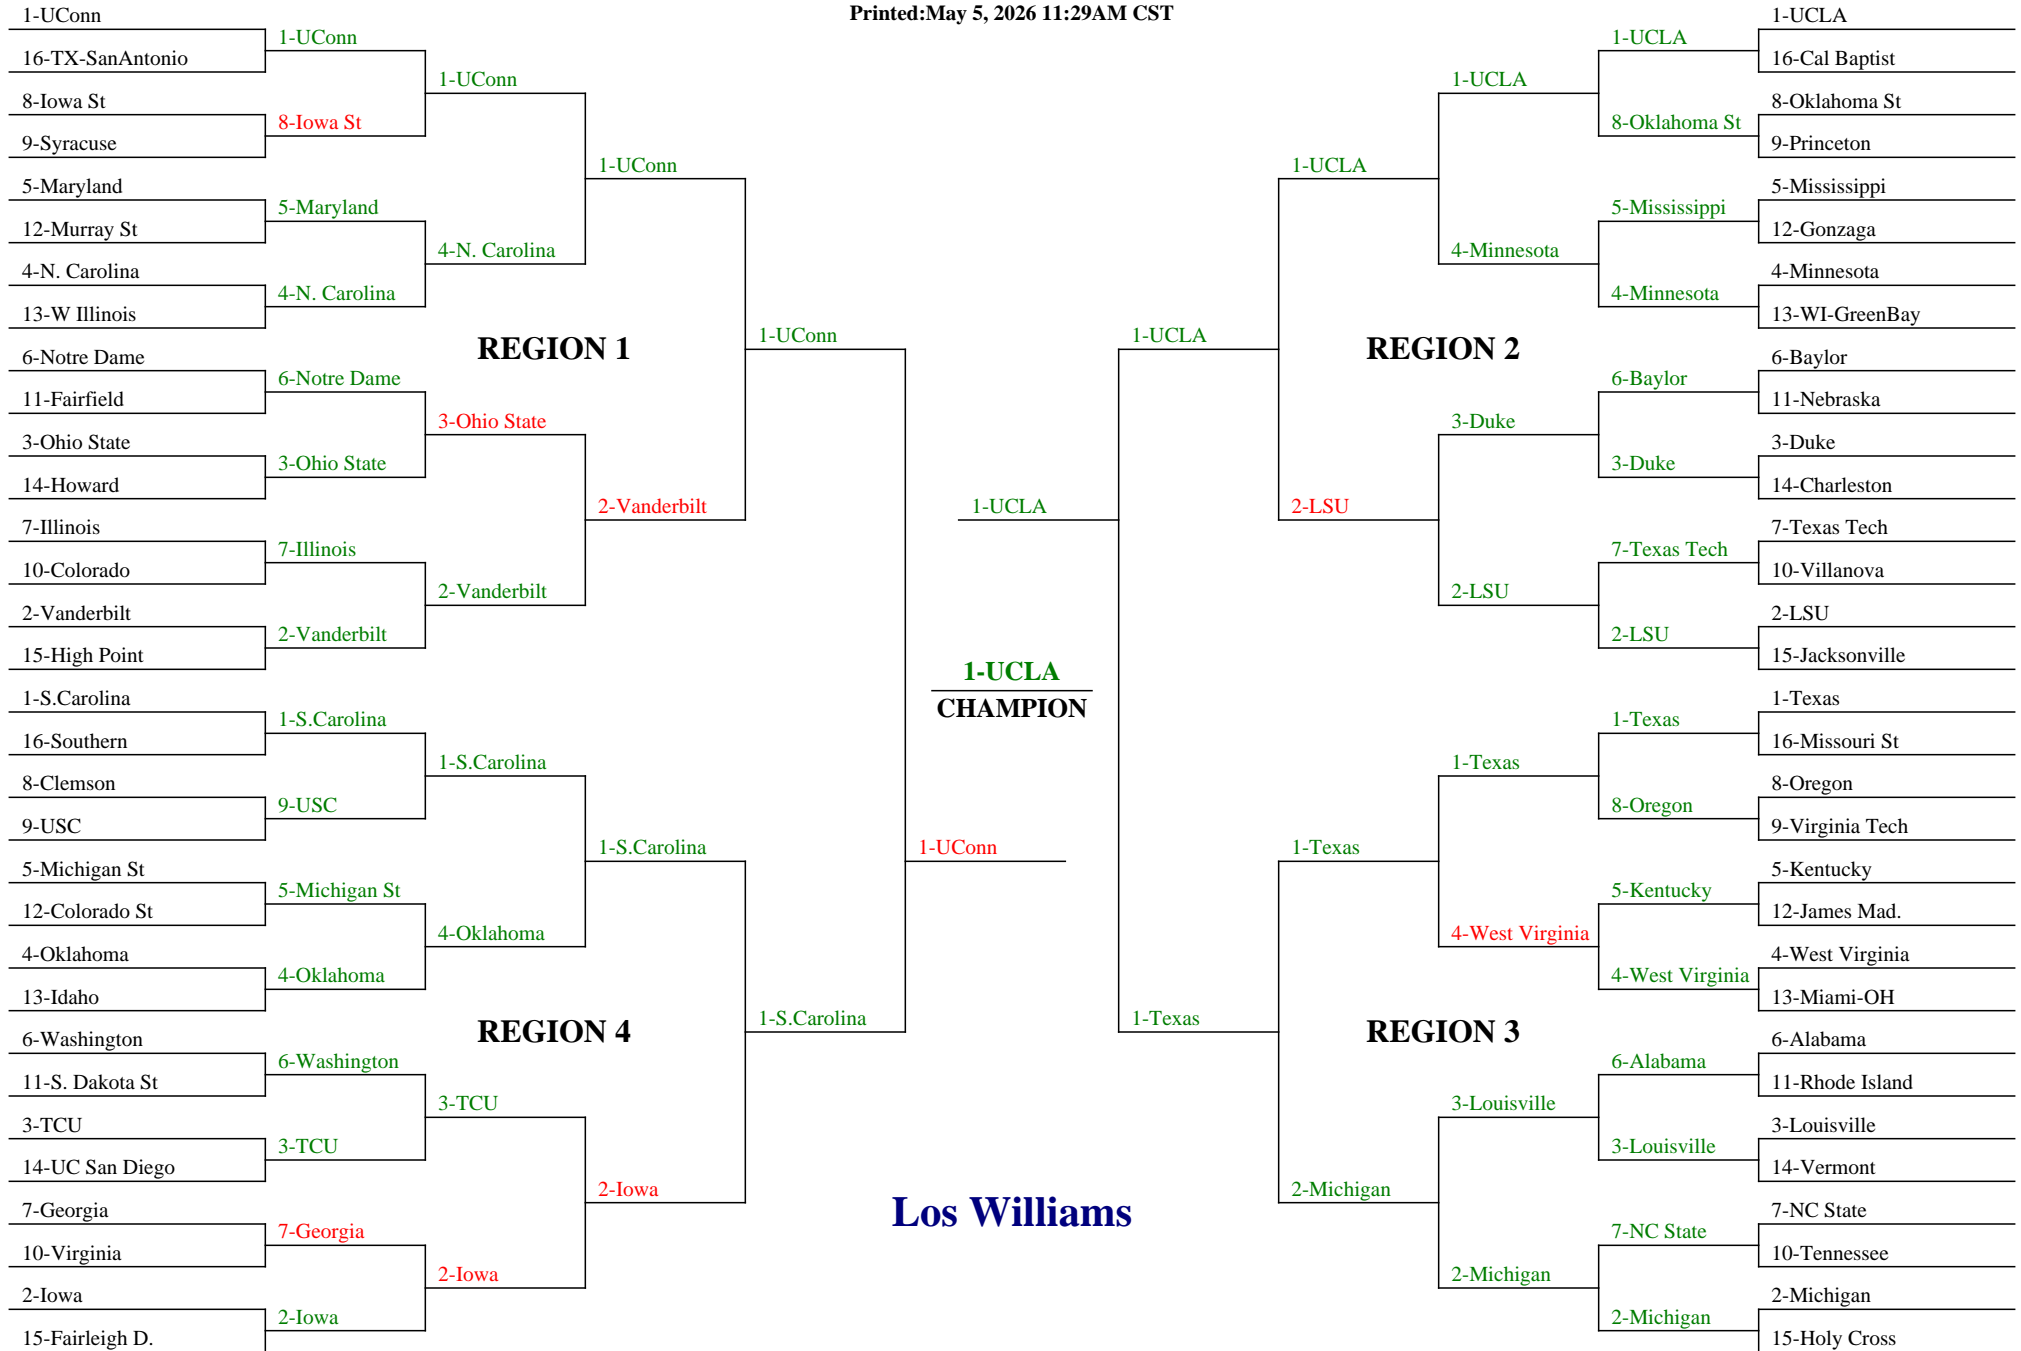 Printed:May 5, 2026 11:29AM CST
1-UConn
16-TX-SanAntonio
8-Iowa St
9-Syracuse
5-Maryland
12-Murray St
4-N. Carolina
13-W Illinois
6-Notre Dame
11-Fairfield
3-Ohio State
14-Howard
7-Illinois
10-Colorado
2-Vanderbilt
15-High Point
1-S.Carolina
16-Southern
8-Clemson
9-USC
5-Michigan St
12-Colorado St
4-Oklahoma
13-Idaho
6-Washington
11-S. Dakota St
3-TCU
14-UC San Diego
7-Georgia
10-Virginia
2-Iowa
15-Fairleigh D.
1-UConn
8-Iowa St
5-Maryland
4-N. Carolina
6-Notre Dame
3-Ohio State
7-Illinois
2-Vanderbilt
1-S.Carolina
9-USC
5-Michigan St
4-Oklahoma
6-Washington
3-TCU
7-Georgia
2-Iowa
1-UConn
4-N. Carolina
3-Ohio State
2-Vanderbilt
1-S.Carolina
4-Oklahoma
3-TCU
2-Iowa
REGION 1
REGION 4
1-UConn
2-Vanderbilt
1-S.Carolina
2-Iowa
1-UConn
1-S.Carolina
1-UConn
1-UCLA
1-UCLA
CHAMPION
Los Williams
1-UCLA
1-Texas
1-UCLA
2-LSU
1-Texas
2-Michigan
REGION 2
REGION 3
1-UCLA
4-Minnesota
3-Duke
2-LSU
1-Texas
4-West Virginia
3-Louisville
2-Michigan
1-UCLA
8-Oklahoma St
5-Mississippi
4-Minnesota
6-Baylor
3-Duke
7-Texas Tech
2-LSU
1-Texas
8-Oregon
5-Kentucky
4-West Virginia
6-Alabama
3-Louisville
7-NC State
2-Michigan
1-UCLA
16-Cal Baptist
8-Oklahoma St
9-Princeton
5-Mississippi
12-Gonzaga
4-Minnesota
13-WI-GreenBay
6-Baylor
11-Nebraska
3-Duke
14-Charleston
7-Texas Tech
10-Villanova
2-LSU
15-Jacksonville
1-Texas
16-Missouri St
8-Oregon
9-Virginia Tech
5-Kentucky
12-James Mad.
4-West Virginia
13-Miami-OH
6-Alabama
11-Rhode Island
3-Louisville
14-Vermont
7-NC State
10-Tennessee
2-Michigan
15-Holy Cross